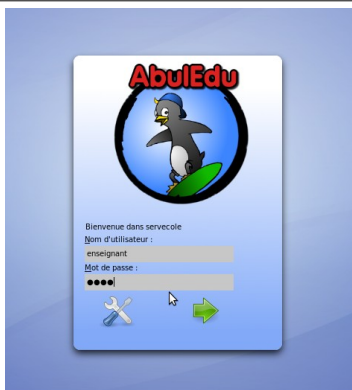 AbulEdu
Bienvenue dans servecole
Nom d'utilisateur :
enseignant
Mot de passe :
●●●●